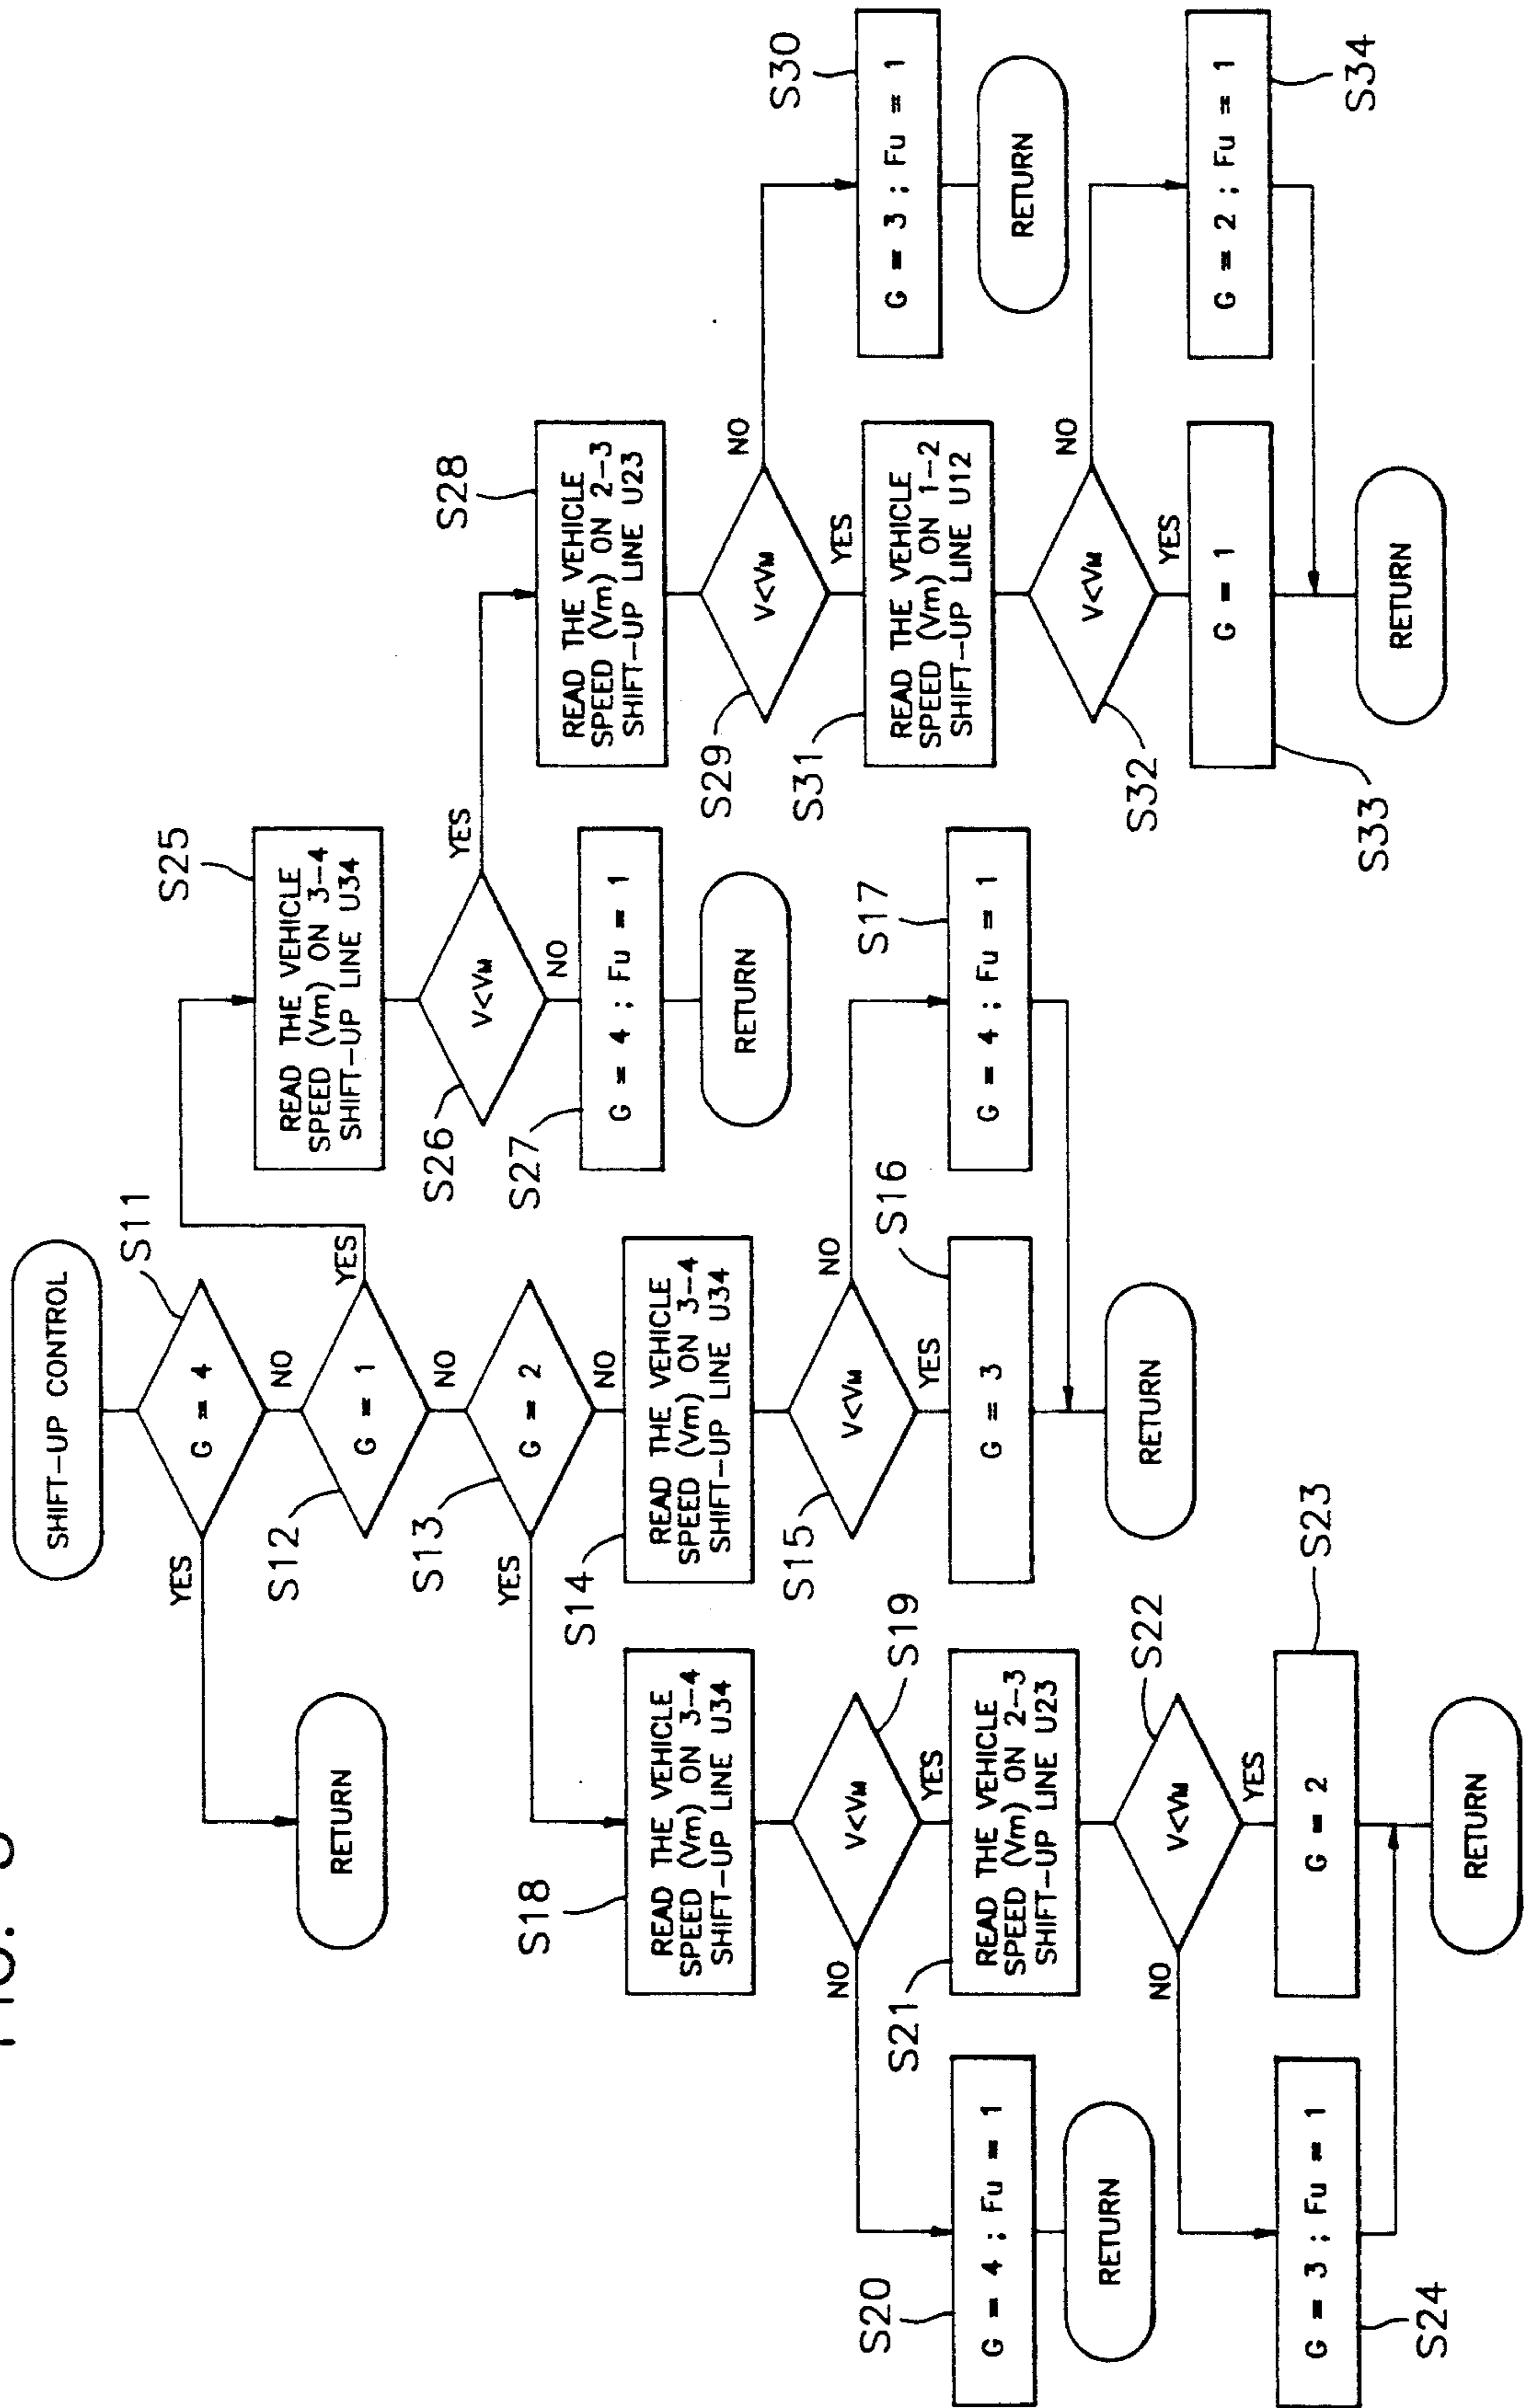 SHIFT-UP CONTROL
S11
G = 4
YES
NO
RETURN
S12
G = 1
YES
NO
S13
G = 2
YES
NO
S14
READ THE VEHICLE
SPEED (Vm) ON 3-4
SHIFT-UP LINE U34
S15
V<VM
NO
YES
S16
G = 3
S17
G = 4 ; Fu = 1
RETURN
S18
READ THE VEHICLE
SPEED (Vm) ON 3-4
SHIFT-UP LINE U34
S19
V<VM
NO
YES
S20
G = 4 ; Fu = 1
RETURN
S21
READ THE VEHICLE
SPEED (Vm) ON 2-3
SHIFT-UP LINE U23
S22
V<VM
NO
YES
S23
G = 2
S24
G = 3 ; Fu = 1
RETURN
S25
READ THE VEHICLE
SPEED (Vm) ON 3-4
SHIFT-UP LINE U34
S26
V<VM
YES
NO
S27
G = 4 ; Fu = 1
RETURN
S28
READ THE VEHICLE
SPEED (Vm) ON 2-3
SHIFT-UP LINE U23
S29
V<VM
NO
YES
S30
G = 3 ; Fu = 1
RETURN
S31
READ THE VEHICLE
SPEED (Vm) ON 1-2
SHIFT-UP LINE U12
S32
V<VM
NO
YES
S33
G = 1
S34
G = 2 ; Fu = 1
RETURN